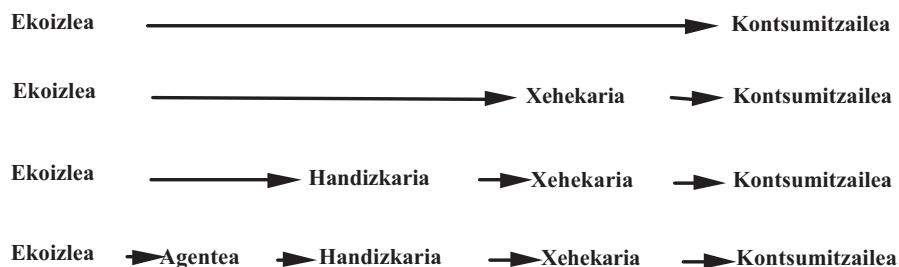 Ekoizlea Kontsumitzailea
Ekoizlea Xehekaria Kontsumitzailea
Ekoizlea Handizkaria Xehekaria Kontsumitzailea
Ekoizlea Agentea Handizkaria Xehekaria Kontsumitzailea